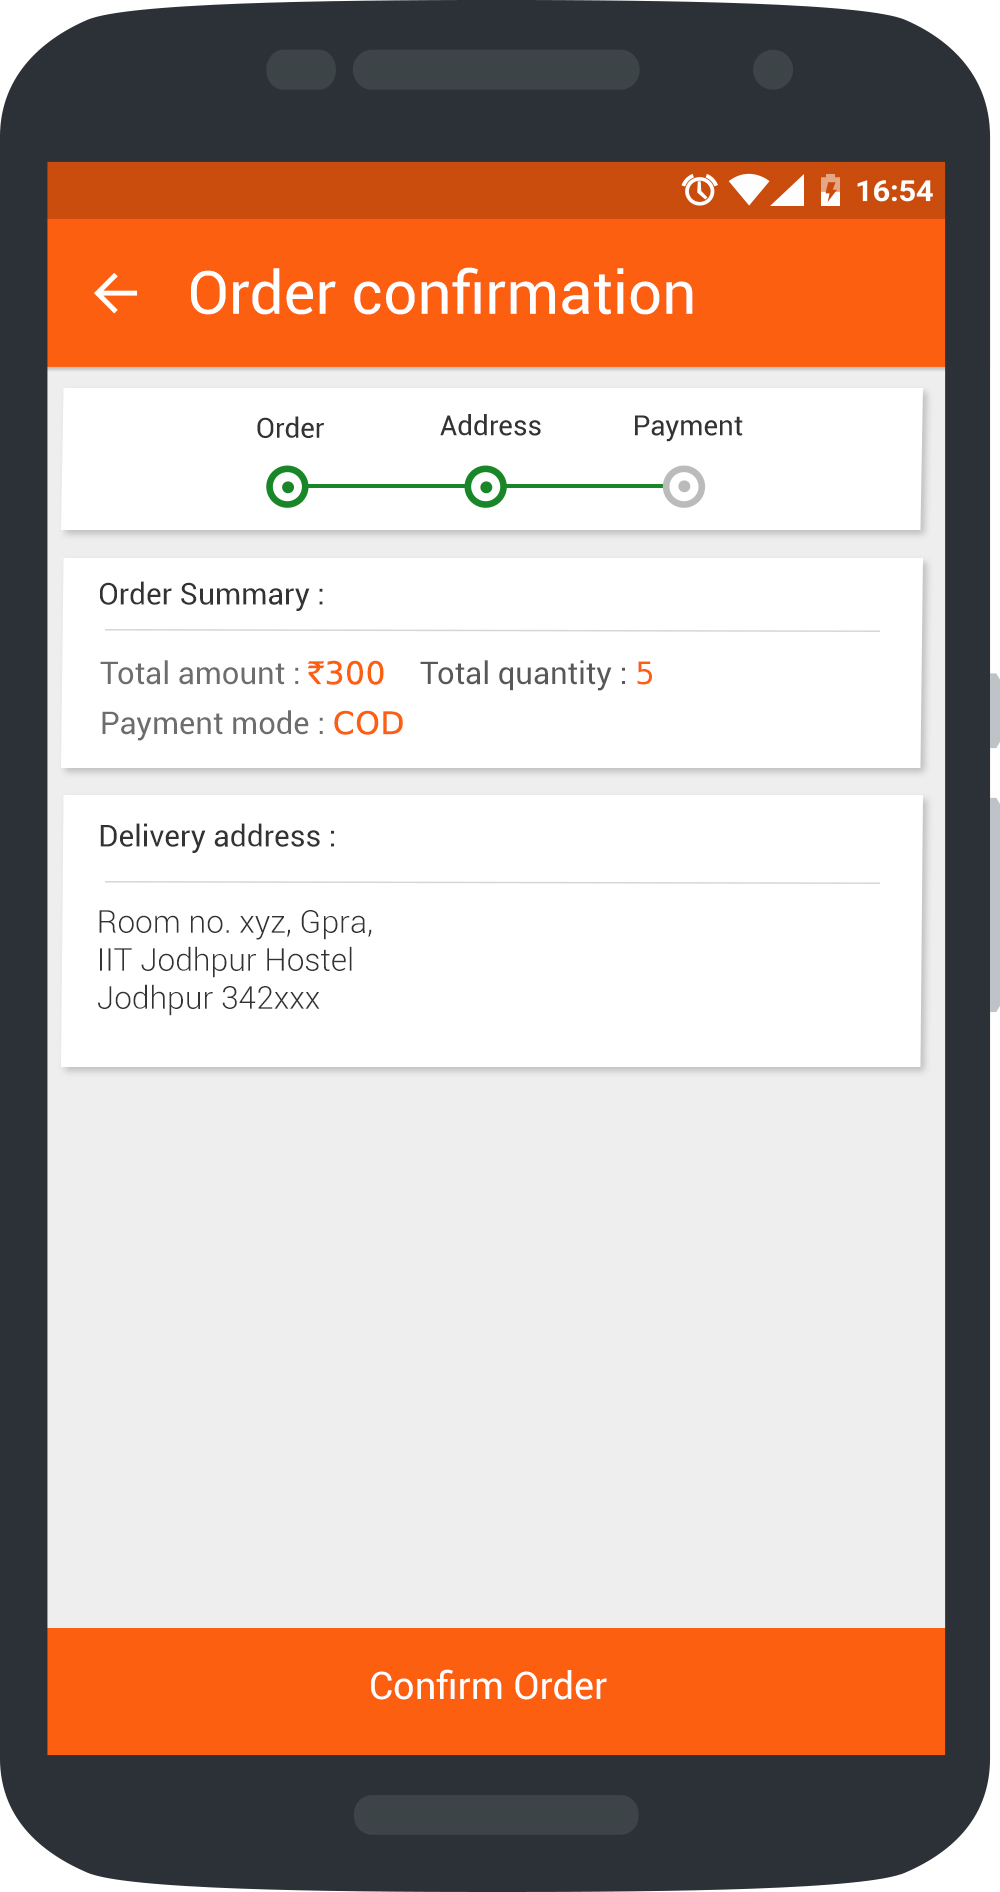 16:54
Order confirmation
Order Address Payment
Order Summary :
Total amount : ₹300 Total quantity : 5
Payment mode : COD
Delivery address :
Room no. xyz, Gpra,
IIT Jodhpur Hostel
Jodhpur 342xxx
Confirm Order